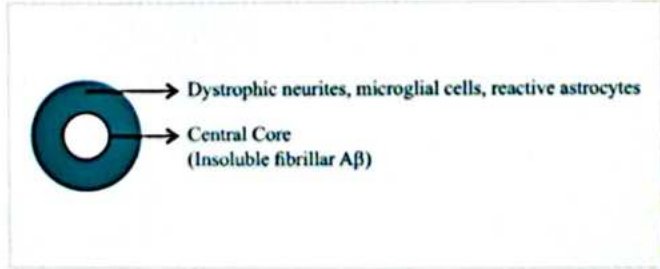 Dystrophic neurites, microglial cells, reactive astrocytes
Central Core
(Insoluble fibrillar Aβ)